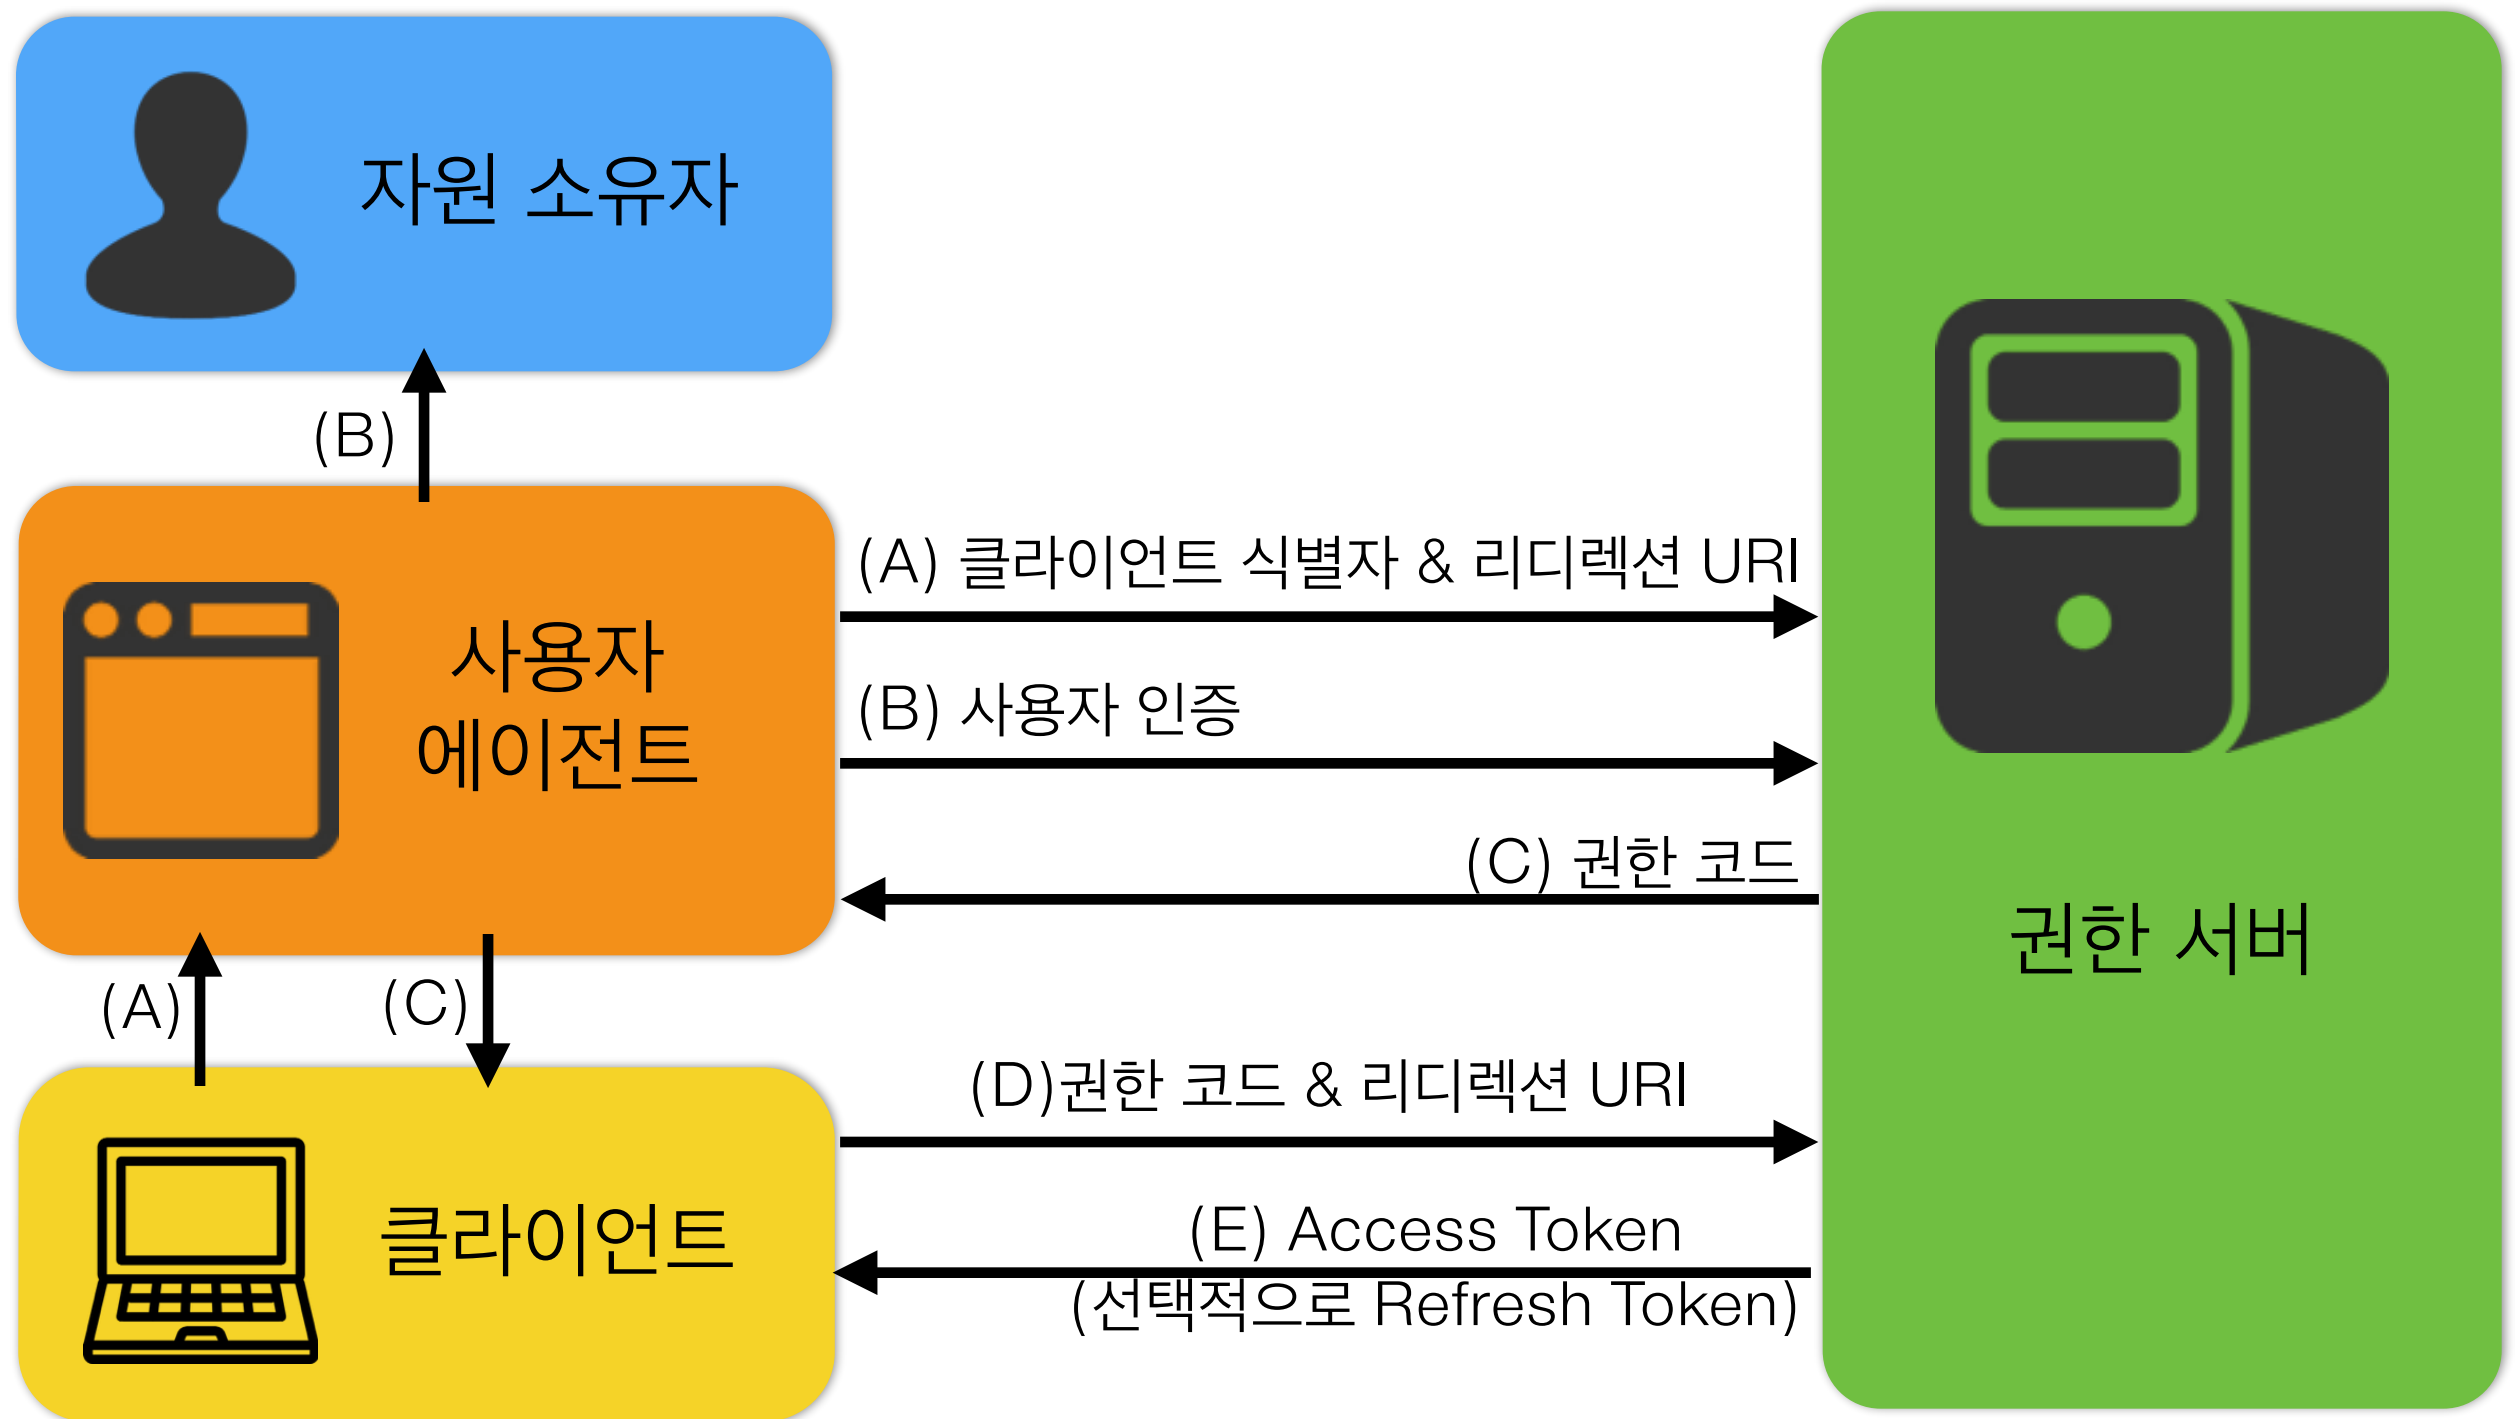 자원 소유자
(B)
사용자
에이전트
(A) 클라이언트 식별자 & 리디렉션 URI
(B) 사용자 인증
(C) 권한 코드
권한 서버
(A)
(C)
클라이언트
(D)권한 코드 & 리디렉션 URI
(E) Access Token
(선택적으로 Refresh Token)